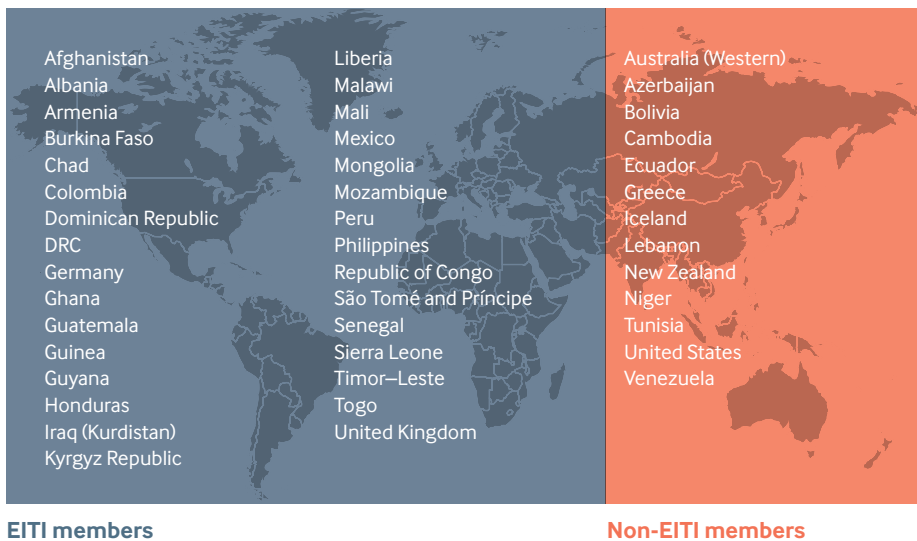 Afghanistan
Albania
Armenia
Burkina Faso
Chad
Colombia
Dominican Republic
DRC
Germany
Ghana
Guatemala
Guinea
Guyana
Honduras
Iraq (Kurdistan)
Kyrgyz Republic
Liberia
Malawi
Mali
Mexico
Mongolia
Mozambique
Peru
Philippines
Republic of Congo
São Tomé and Príncipe
Senegal
Sierra Leone
Timor–Leste
Togo
United Kingdom
Australia (Western)
Azerbaijan
Bolivia
Cambodia
Ecuador
Greece
Iceland
Lebanon
New Zealand
Niger
Tunisia
United States
Venezuela
EITI members
Non-EITI members